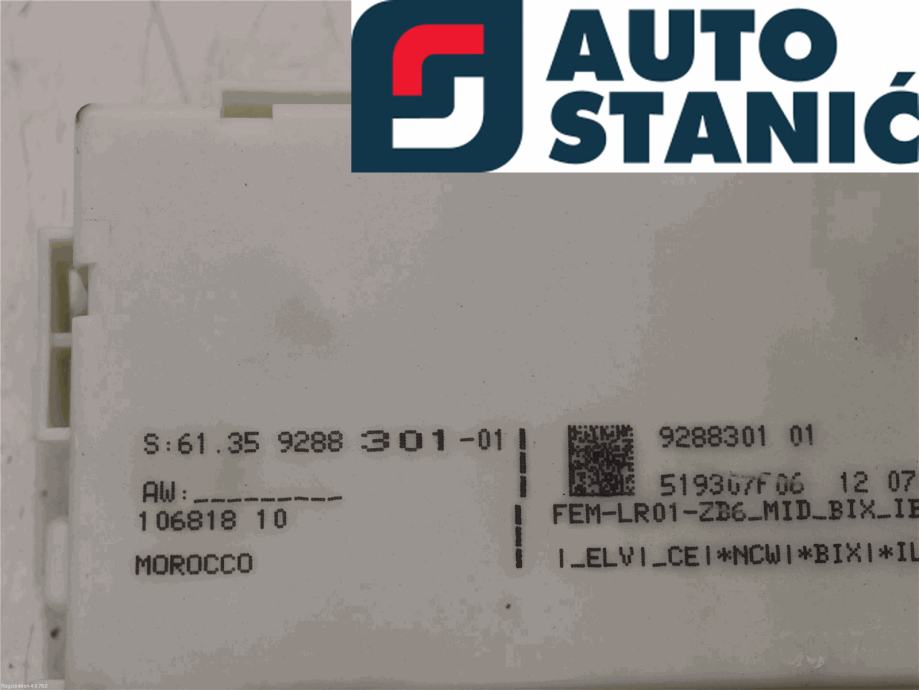 AUTO
STANIĆ
S:61.35 9288 301-01
AW:_________
106818 10
MOROCCO
9288301 01
519307F06 12 07
FEM-LR01-ZB6_MID_BIX_IE
|_ELV|_CE|*NCW|*BIX|*IL